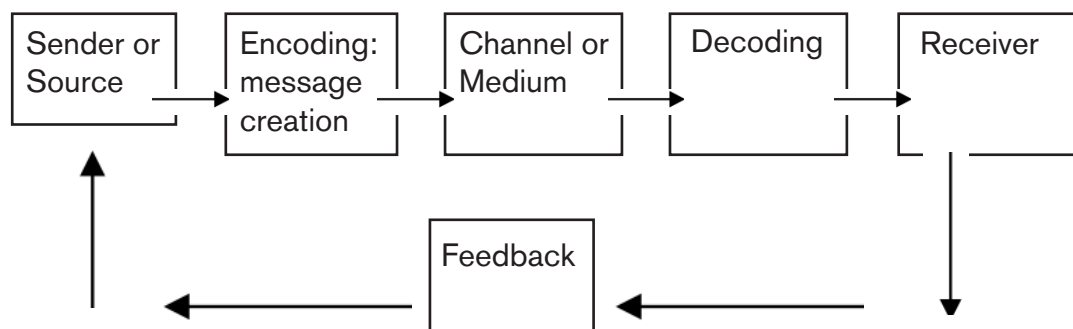 Sender or
Source
Encoding:
message
creation
Channel or
Medium
Decoding
Receiver
Feedback